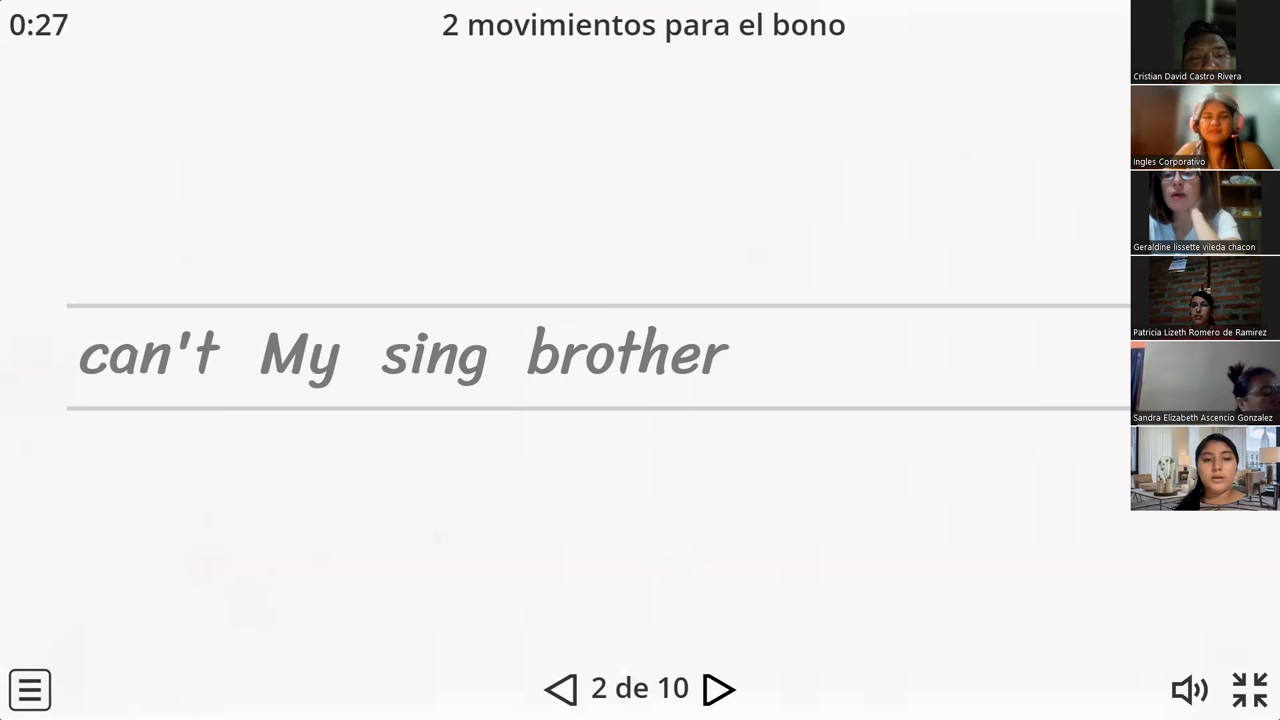 0:27
2 movimientos para el bono
Cristian David Castro Rivera
Ingles Corporativo
Geraldine lissette vileda chacon
Patricia Lizeth Romero de Ramirez
can't My sing brother
Sandra Elizabeth Ascencio Gonzalez
2 de 10